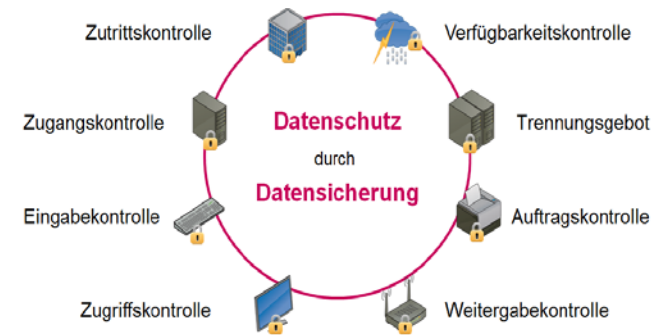 Zutrittskontrolle
Verfügbarkeitskontrolle
Zugangskontrolle
Datenschutz
Trennungsgebot
durch
Datensicherung
Eingabekontrolle
Auftragskontrolle
Zugriffskontrolle
Weitergabekontrolle